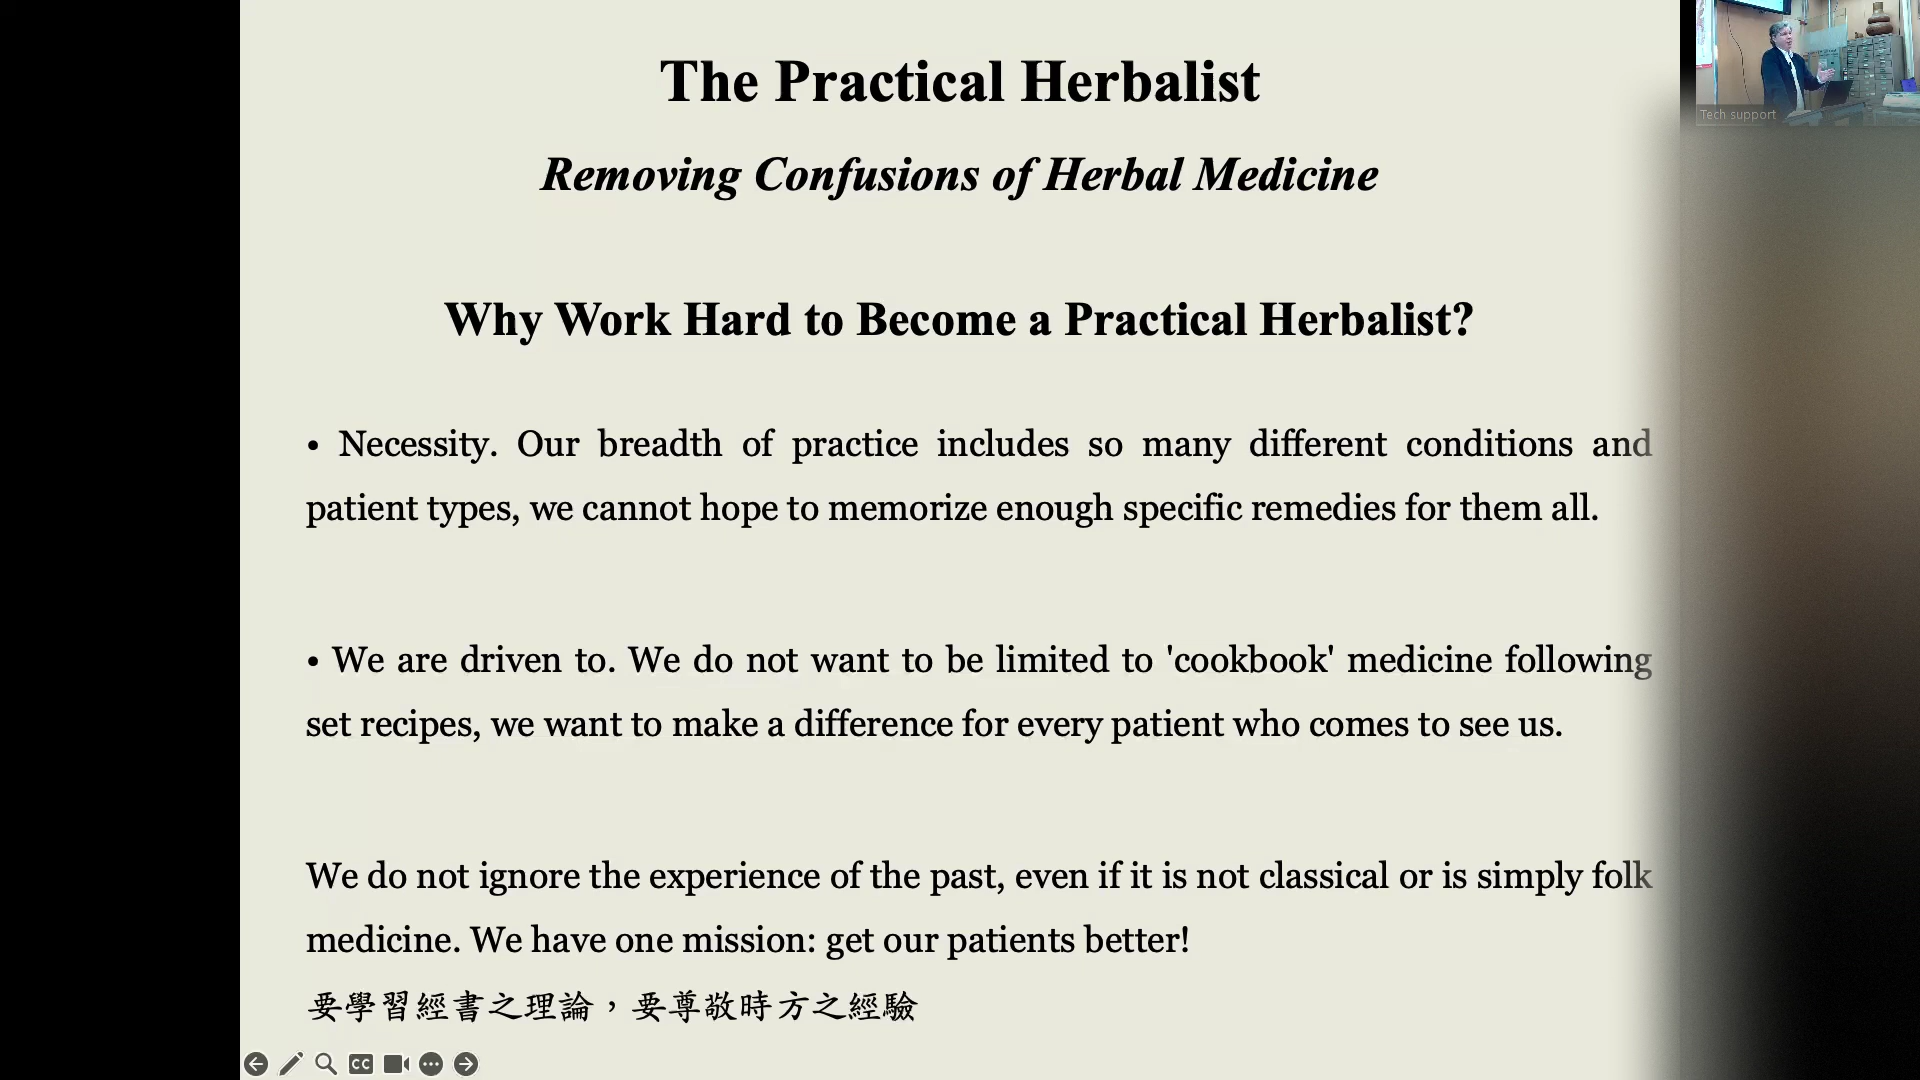 The Practical Herbalist
Removing Confusions of Herbal Medicine
Why Work Hard to Become a Practical Herbalist?
• Necessity. Our breadth of practice includes so many different conditions and
patient types, we cannot hope to memorize enough specific remedies for them all.
• We are driven to. We do not want to be limited to 'cookbook' medicine following
set recipes, we want to make a difference for every patient who comes to see us.
We do not ignore the experience of the past, even if it is not classical or is simply folk
medicine. We have one mission: get our patients better!
要學習經書之理論，要尊敬時方之經驗
CC
Tech support